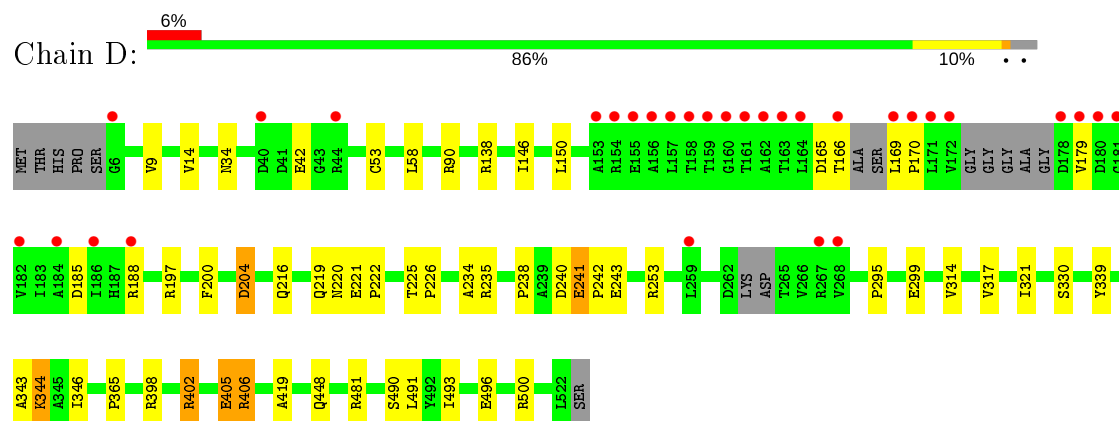 6%
Chain D:
86% 10% • •
MET THR HIS PRO SER G6 V9 V14 N34 D40 D41 E42 G43 R44 C53 L58 R90 R138 I146 L150 A153 R154 E155 A156 L157 T158 T159 G160 T161 A162 T163 L164 D165 T166 ALA SER L169 P170 L171 V172 GLY GLY GLY ALA GLY D178 V179 D180 G181
V182 I183 A184 D185 I186 H187 R188 R197 F200 D204 Q216 Q219 N220 E221 P222 T225 P226 A234 R235 P238 A239 D240 E241 P242 E243 R253 L259 D262 LYS ASP T265 V266 R267 V268 P295 E299 V314 V317 I321 S330 Y339
A343 K344 A345 I346 P365 R398 R402 E405 R406 A419 Q448 R481 S490 L491 Y492 I493 E496 R500 L522 SER